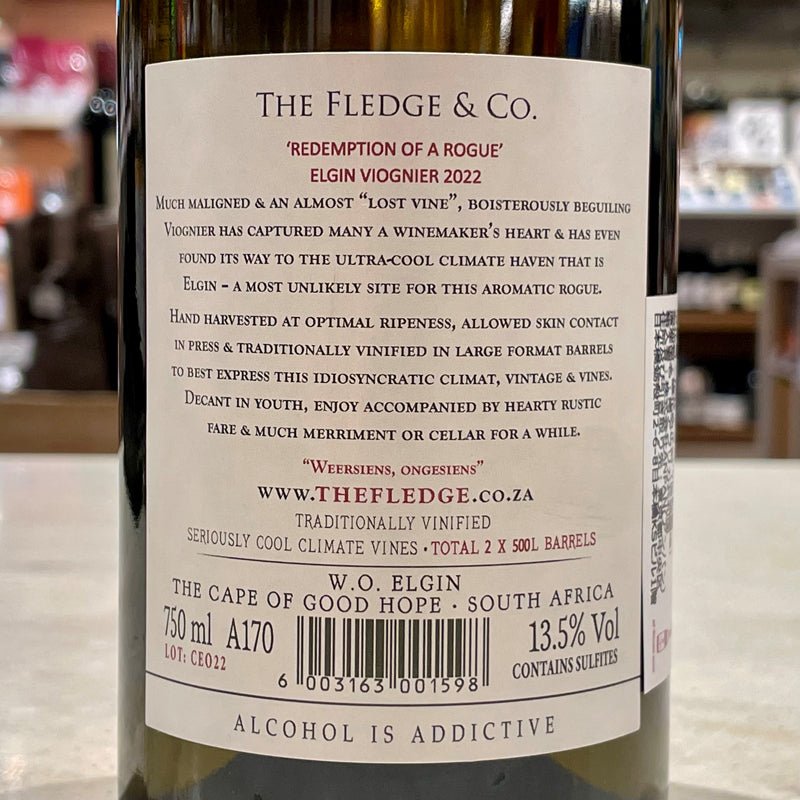 THE FLEDGE & CO.
'REDEMPTION OF A ROGUE'
ELGIN VIOGNIER 2022
MUCH MALIGNED & AN ALMOST "LOST VINE", BOISTEROUSLY BEGUILING
VIOGNIER HAS CAPTURED MANY A WINEMAKER'S HEART & HAS EVEN
FOUND ITS WAY TO THE ULTRA-COOL CLIMATE HAVEN THAT IS
ELGIN – A MOST UNLIKELY SITE FOR THIS AROMATIC ROGUE.
HAND HARVESTED AT OPTIMAL RIPENESS, ALLOWED SKIN CONTACT
IN PRESS & TRADITIONALLY VINIFIED IN LARGE FORMAT BARRELS
TO BEST EXPRESS THIS IDIOSYNCRATIC CLIMAT, VINTAGE & VINES.
DECANT IN YOUTH, ENJOY ACCOMPANIED BY HEARTY RUSTIC
FARE & MUCH MERRIMENT OR CELLAR FOR A WHILE.
"WEERSIENS, ONGESIENS"
WWW.THEFLEDGE.CO.ZA
TRADITIONALLY VINIFIED
SERIOUSLY COOL CLIMATE VINES · TOTAL 2 X 500L BARRELS
W.O. ELGIN
THE CAPE OF GOOD HOPE · SOUTH AFRICA
750 ml A170
LOT: CEO22
13.5% Vol
CONTAINS SULFITES
6 003163 001598
ALCOHOL IS ADDICTIVE